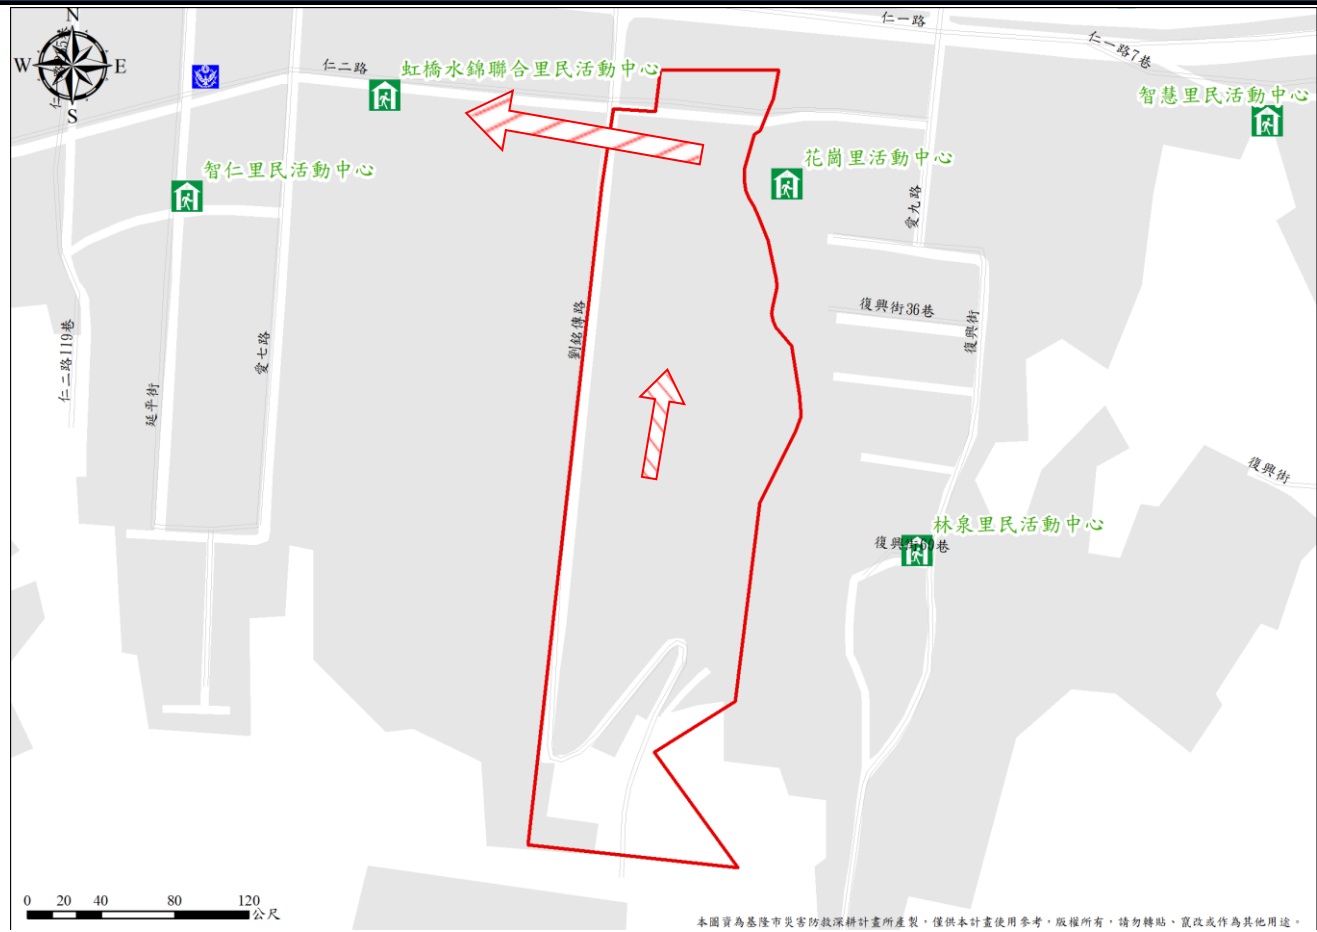 N
W
E
S
仁一路
仁一路7巷
仁二路
虹橋水錦聯合里民活動中心
智慧里民活動中心
智仁里民活動中心
花崗里活動中心
愛九路
劉銘傳路
復興街36巷
復興街
仁二路119巷
愛七路
延平街
復興街
林泉里民活動中心
0 20 40 80 120
公尺
本圖資為基隆市災害防救深耕計畫所產製，僅供本計畫使用參考，版權所有，請勿轉貼、竄改或作為其他用途。